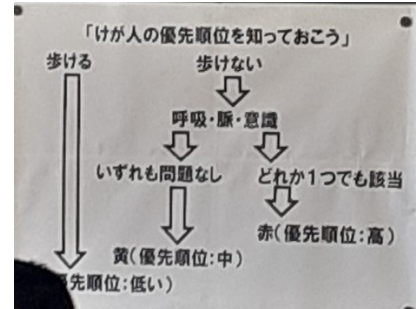 「けが人の優先順位を知っておこう」
歩ける
歩けない
呼吸・脈・意識
いずれも問題なし
どれか1つでも該当
赤(優先順位:高)
黄(優先順位:中)
先順位:低い)